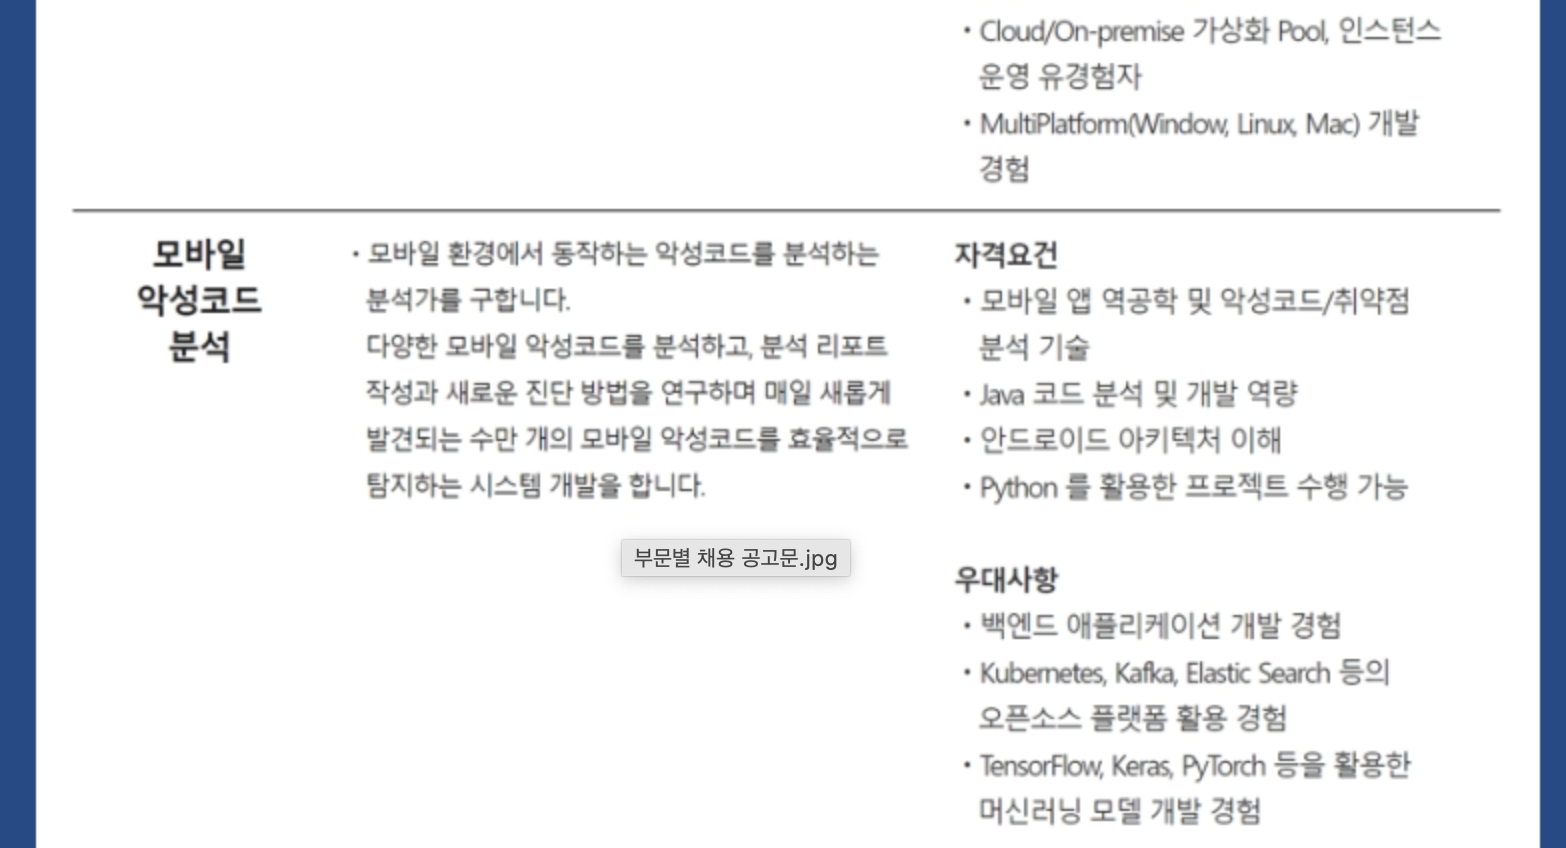 • Cloud/On-premise 가상화 Pool, 인스턴스
운영 유경험자
• MultiPlatform(Window, Linux, Mac) 개발
경험
모바일
악성코드
분석
• 모바일 환경에서 동작하는 악성코드를 분석하는
분석가를 구합니다.
다양한 모바일 악성코드를 분석하고, 분석 리포트
작성과 새로운 진단 방법을 연구하며 매일 새롭게
발견되는 수만 개의 모바일 악성코드를 효율적으로
탐지하는 시스템 개발을 합니다.
부문별 채용 공고문.jpg
자격요건
• 모바일 앱 역공학 및 악성코드/취약점
분석 기술
• Java 코드 분석 및 개발 역량
• 안드로이드 아키텍처 이해
• Python 를 활용한 프로젝트 수행 가능
우대사항
• 백엔드 애플리케이션 개발 경험
• Kubernetes, Kafka, Elastic Search 등의
오픈소스 플랫폼 활용 경험
• TensorFlow, Keras, PyTorch 등을 활용한
머신러닝 모델 개발 경험